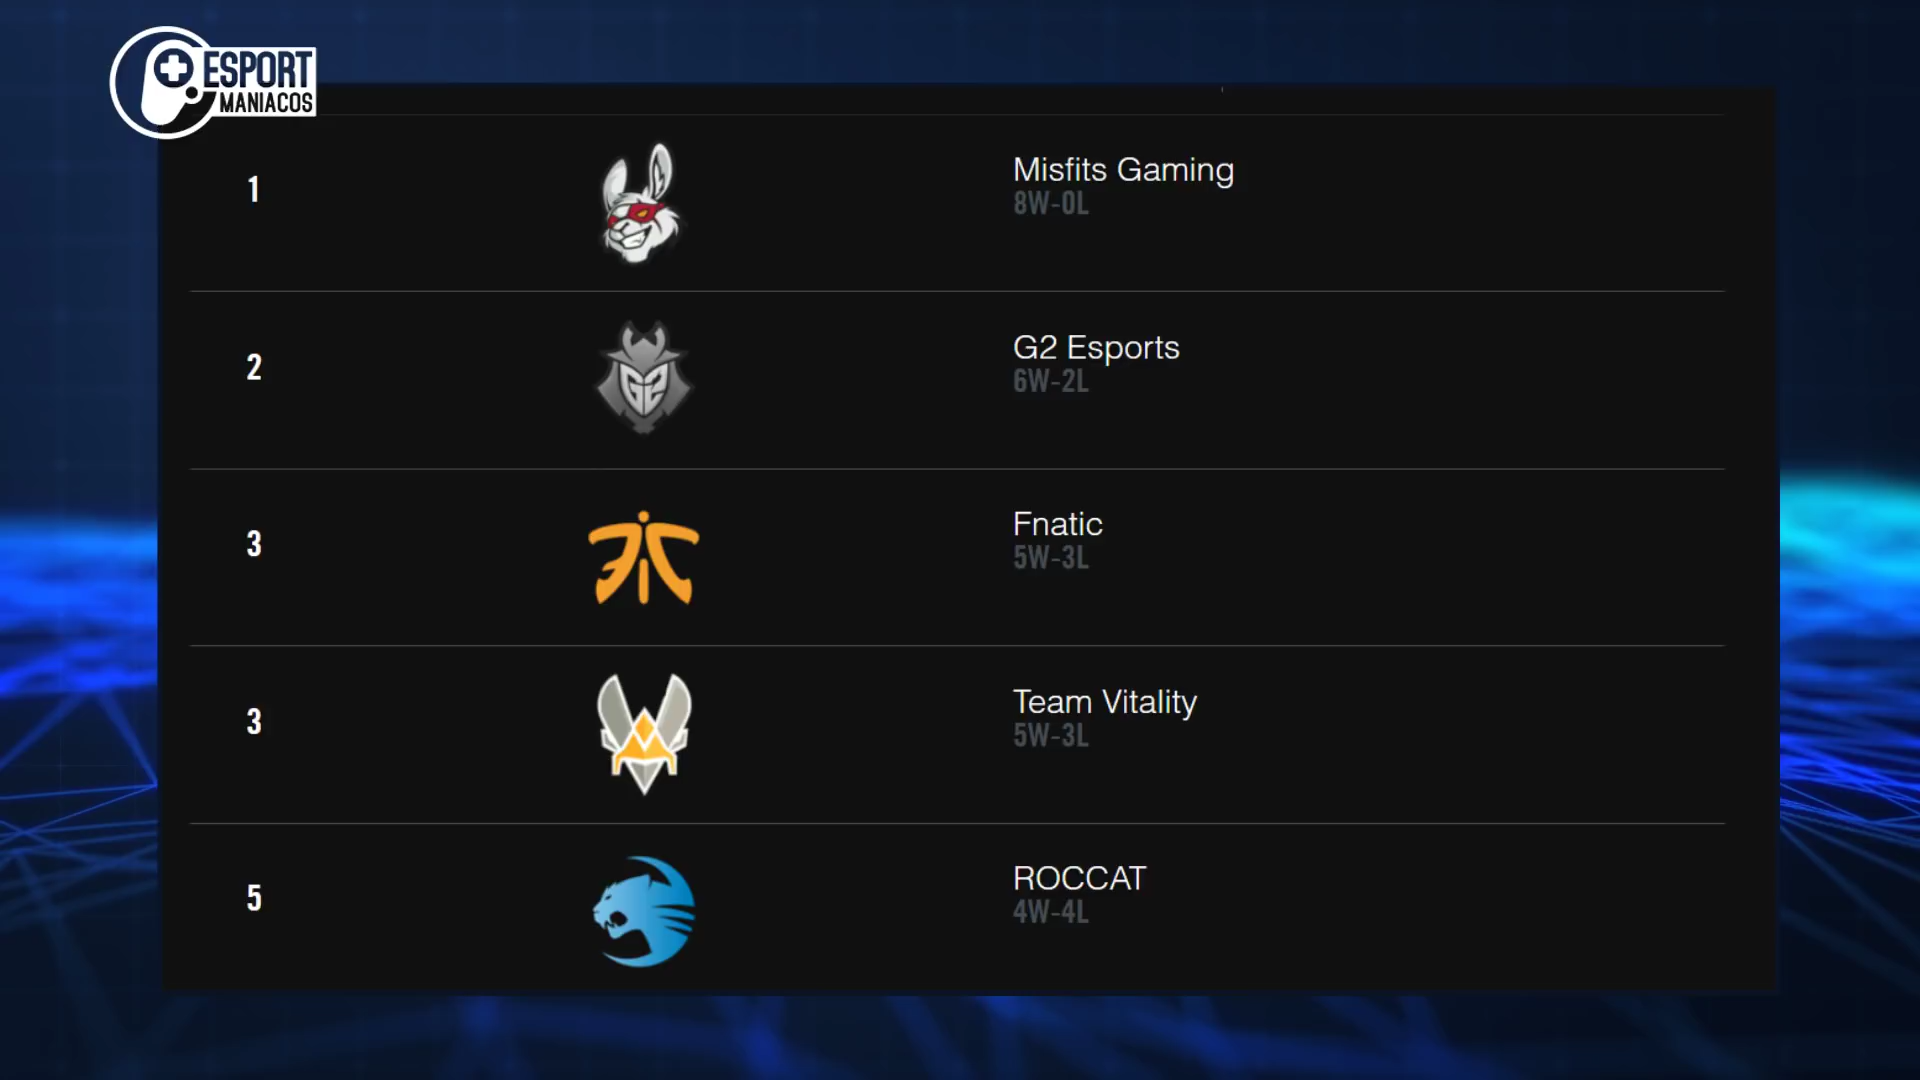 ESPORT
MANIACOS
1
Misfits Gaming
8W-0L
2
G2 Esports
6W-2L
3
Fnatic
5W-3L
3
Team Vitality
5W-3L
5
ROCCAT
4W-4L